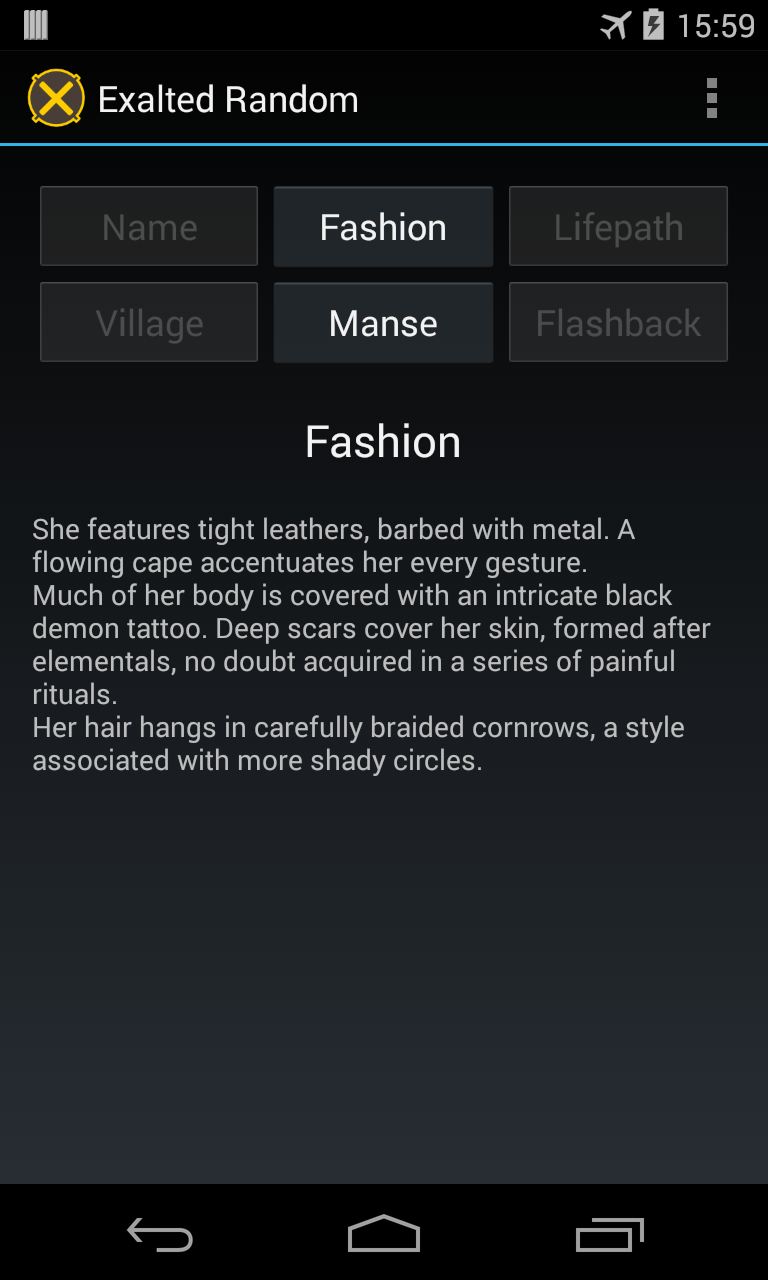 15:59
Exalted Random
Name
Fashion
Lifepath
Village
Manse
Flashback
Fashion
She features tight leathers, barbed with metal. A
flowing cape accentuates her every gesture.
Much of her body is covered with an intricate black
demon tattoo. Deep scars cover her skin, formed after
elementals, no doubt acquired in a series of painful
rituals.
Her hair hangs in carefully braided cornrows, a style
associated with more shady circles.